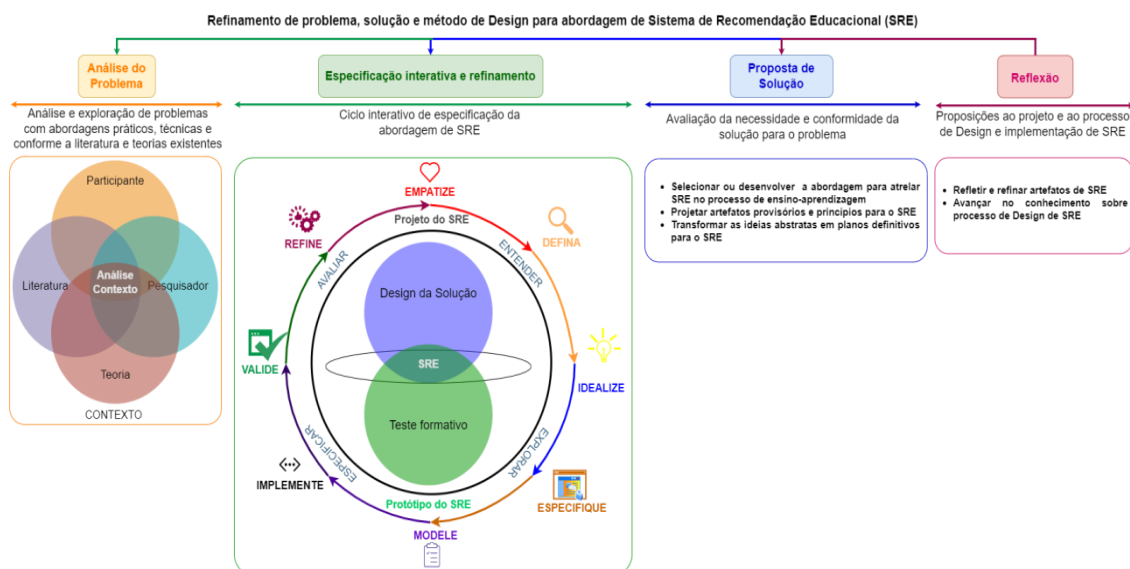 Refinamento de problema, solução e método de Design para abordagem de Sistema de Recomendação Educacional (SRE)
Análise do
Problema
Análise e exploração de problemas
com abordagens práticos, técnicas e
conforme a literatura e teorias existentes
Participante
Literatura
Análise
Contexto
Pesquisador
Teoria
CONTEXTO
Especificação interativa e refinamento
Ciclo interativo de especificação da
abordagem de SRE
EMPATIZE
Projeto do SRE
REFINE
DEFINA
AVALIAR
ENTENDER
Design da Solução
VALIDE
SRE
IDEALIZE
Teste formativo
ESPECIFICAR
EXPLORAR
IMPLEMENTE
Protótipo do SRE
ESPECIFIQUE
MODELE
Proposta de
Solução
Avaliação da necessidade e conformidade da
solução para o problema
• Selecionar ou desenvolver a abordagem para atrelar
SRE no processo de ensino-aprendizagem
• Projetar artefatos provisórios e princípios para o SRE
• Transformar as ideias abstratas em planos definitivos
para o SRE
Reflexão
Proposições ao projeto e ao processo
de Design e implementação de SRE
• Refletir e refinar artefatos de SRE
• Avançar no conhecimento sobre
processo de Design de SRE